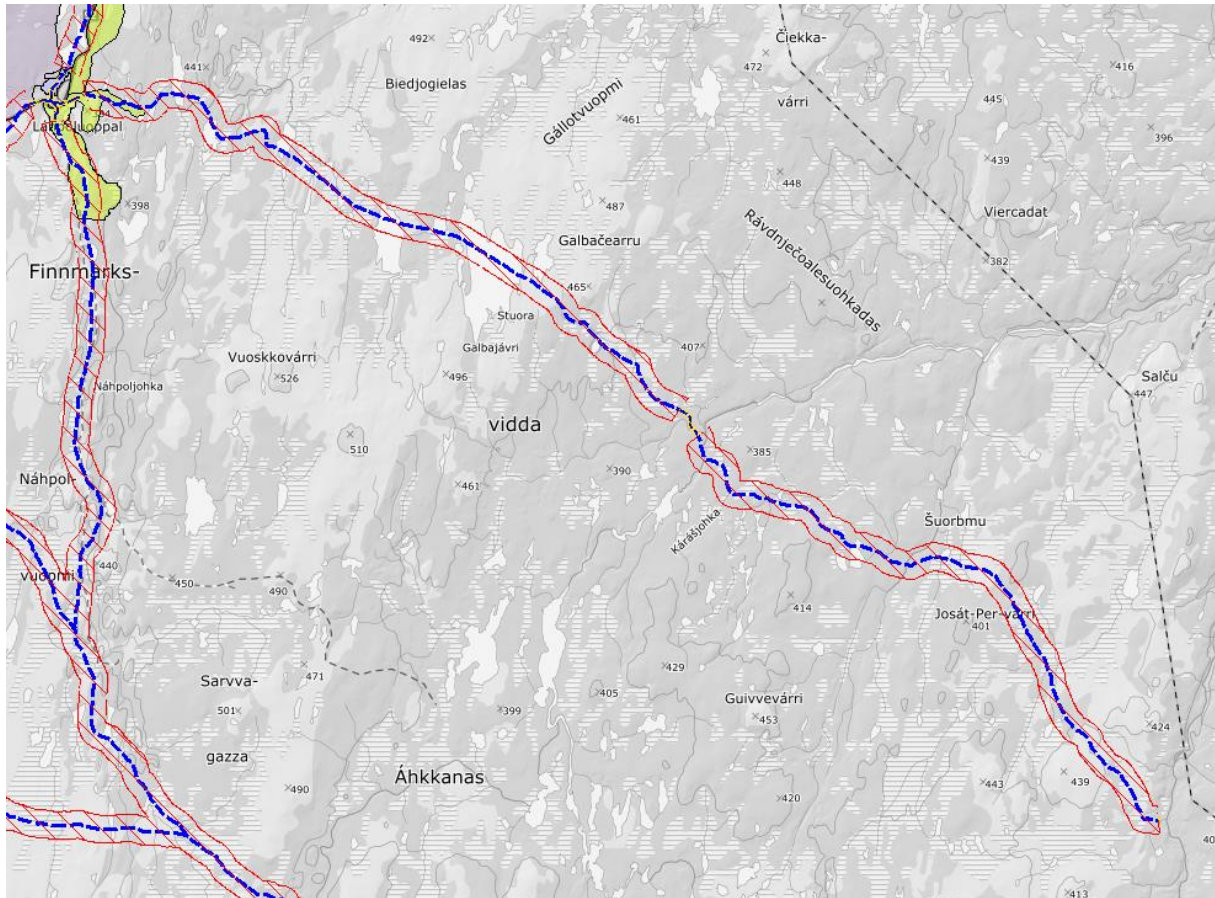 492
Čiekka-
441
472
416
Biedjogielas
várri
445
Gállotvuopmi
461
396
439
448
398
487
Viercadat
Rávdnječoalesuohkadas
Galbačearru
382
Finnmarks-
465
Stuora
407
Galbajávri
Vuoskkovárri
526
496
Salču
447
Náhpoljohka
vidda
510
385
390
461
Náhpol-
Šuorbmu
Kárášjohka
440
vuopmi
450
490
414
Josát-Per-várri
401
429
471
Sarvva-
405
501
399
Guivvevárri
453
424
gazza
Áhkkanas
443
439
490
420
413